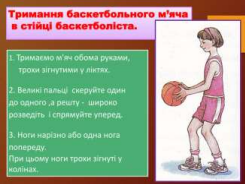 Тримання баскетбольного м'яча
в стійці баскетболіста.
1. Тримаємо м'яч обома руками,
трохи зігнутими у ліктях.
2. Великі пальці скеруйте один
до одного ,а решту - широко
розведіть і спрямуйте уперед.
3. Ноги нарізно або одна нога
попереду.
При цьому ноги трохи зігнуті у
колінах.